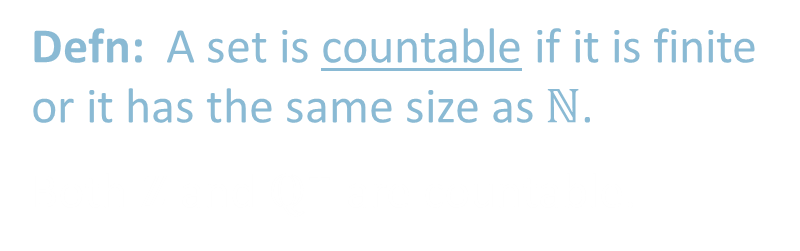 Defn: A set is countable if it is finite
or it has the same size as ℕ.